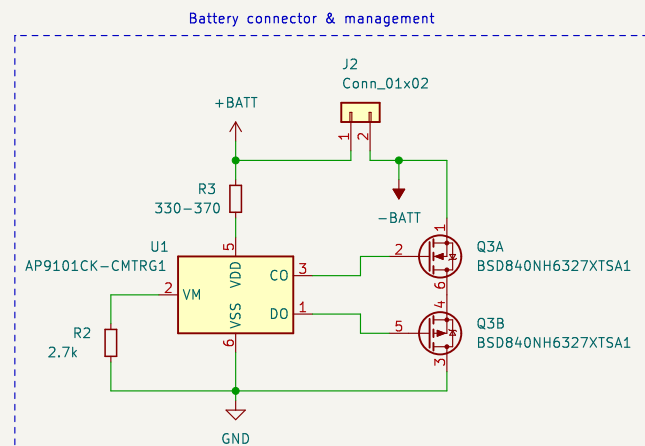 Battery connector & management
J2
Conn_01x02
+BATT
1
2
R3
330-370
-BATT
U1
AP9101CK-CMTRG1
5
VDD
2
VM
CO
3
DO
1
VSS
6
R2
2.7k
GND
1
2
Q3A
BSD840NH6327XTSA1
6
4
5
Q3B
BSD840NH6327XTSA1
3